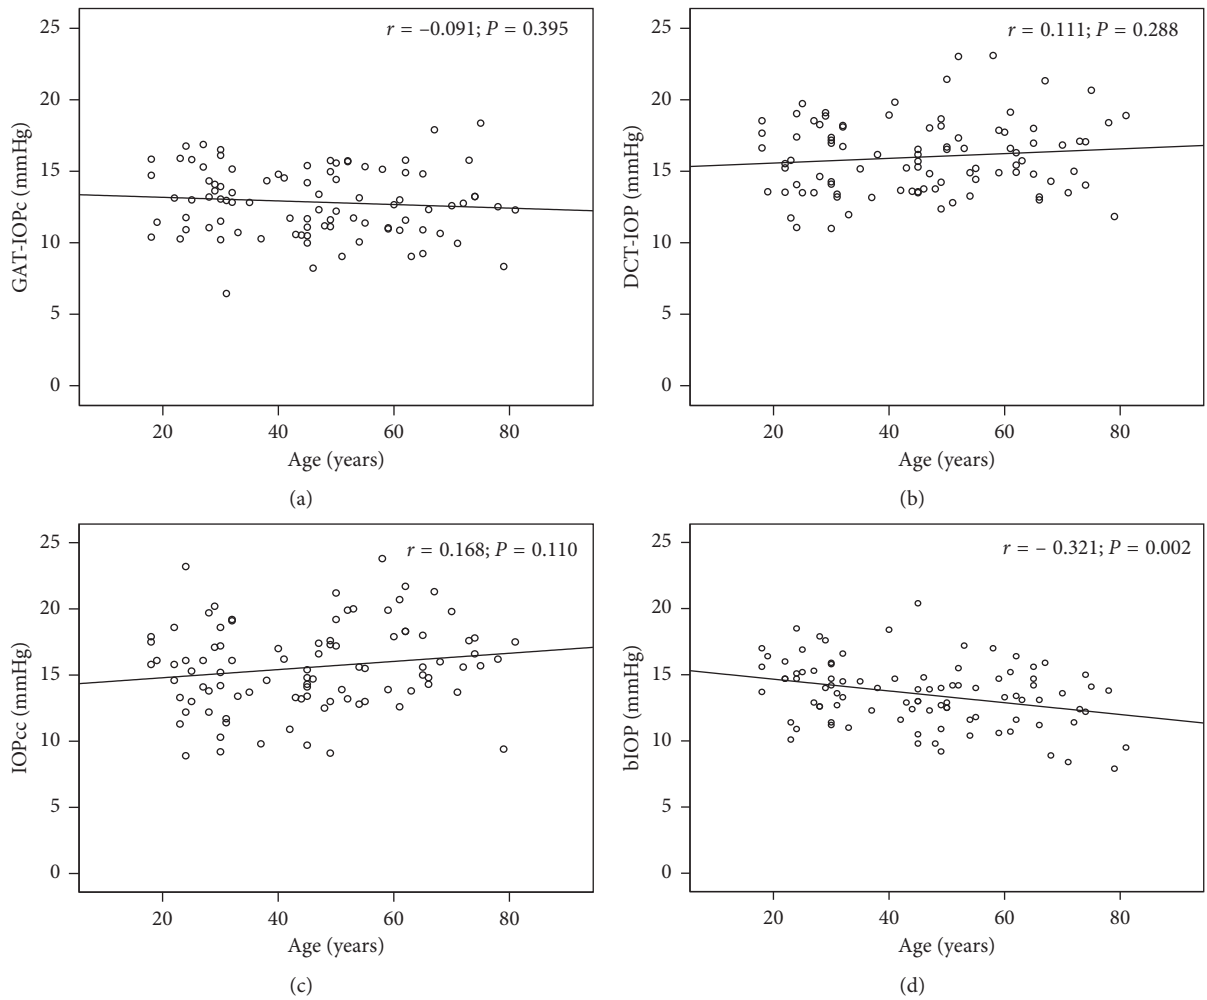 r = –0.091; P = 0.395
25
20
15
10
5
0
GAT-IOPc (mmHg)
20 40 60 80
Age (years)
(a)
r = 0.111; P = 0.288
25
20
15
10
5
0
DCT-IOP (mmHg)
20 40 60 80
Age (years)
(b)
r = 0.168; P = 0.110
25
20
15
10
5
0
IOPcc (mmHg)
20 40 60 80
Age (years)
(c)
r = – 0.321; P = 0.002
25
20
15
10
5
0
bIOP (mmHg)
20 40 60 80
Age (years)
(d)